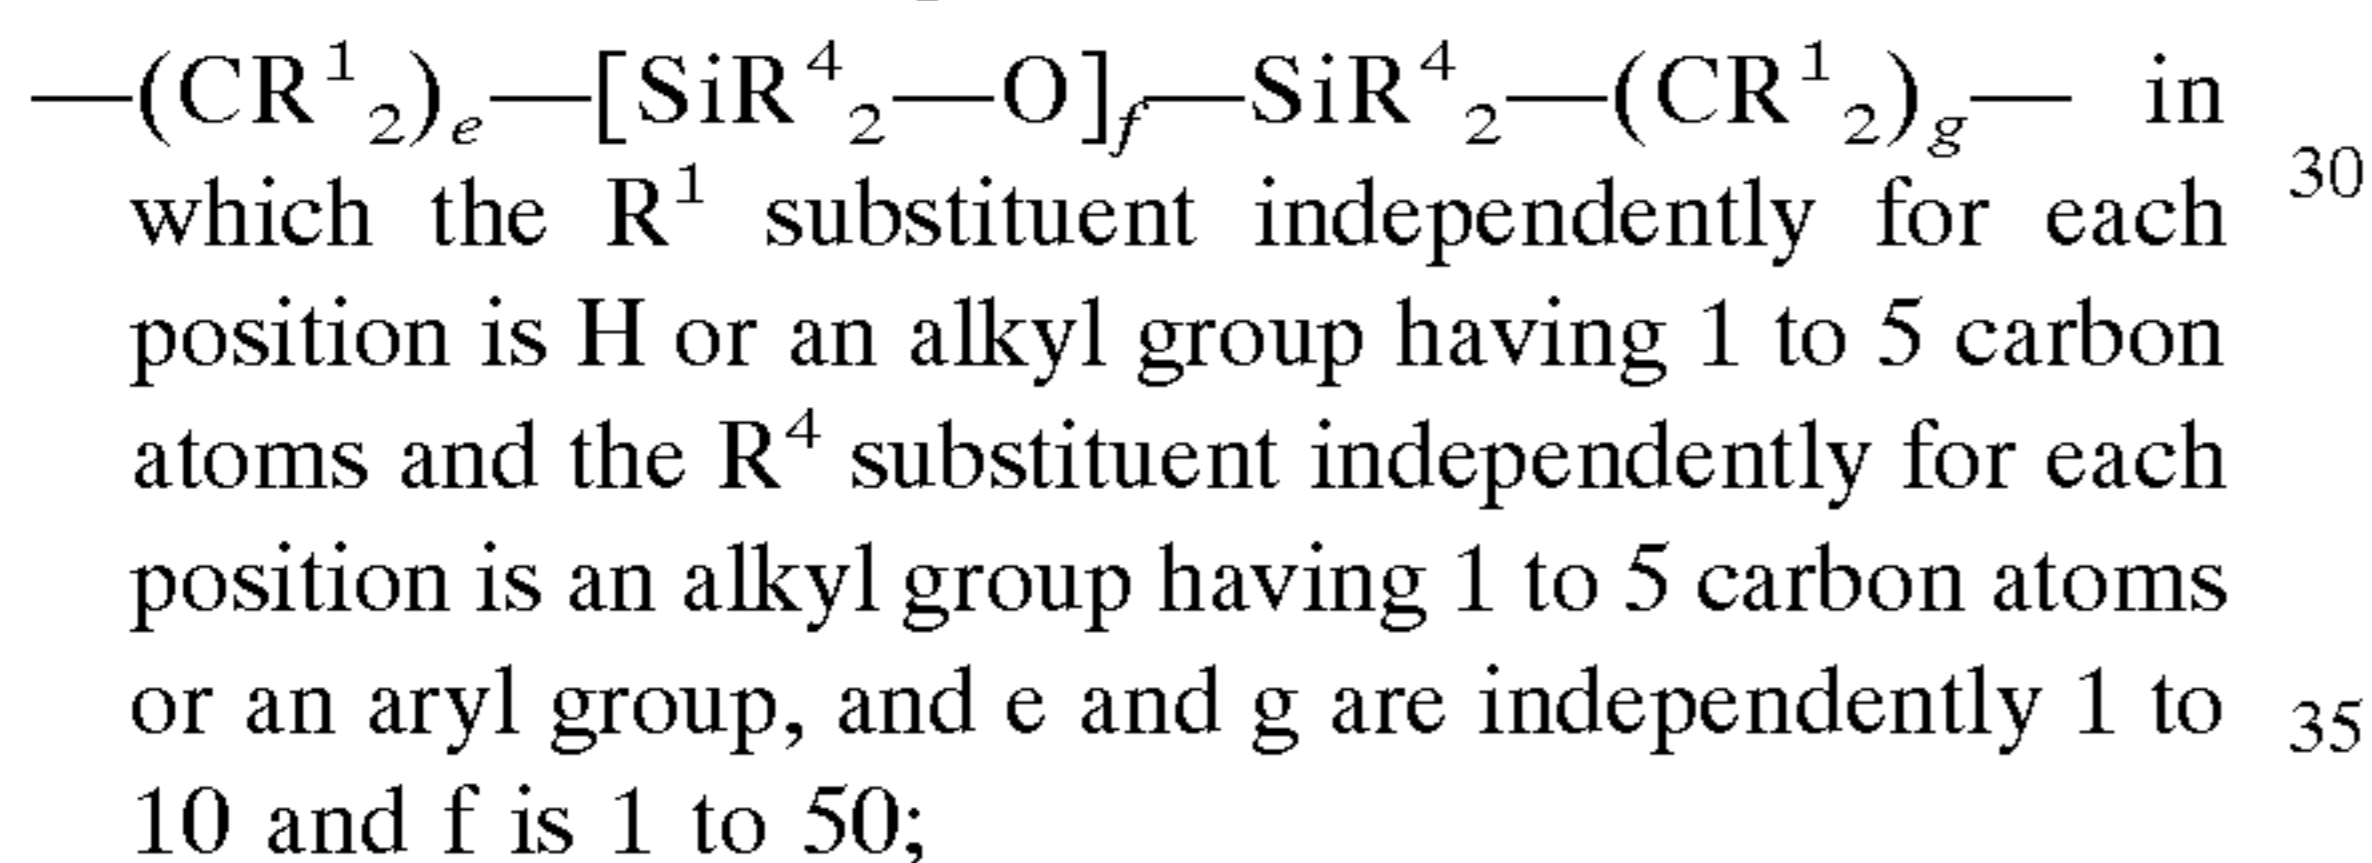 —(CR¹₂)ₑ—[SiR⁴₂—O]f—SiR⁴₂—(CR¹₂)g— in
which the R¹ substituent independently for each 30
position is H or an alkyl group having 1 to 5 carbon
atoms and the R⁴ substituent independently for each
position is an alkyl group having 1 to 5 carbon atoms
or an aryl group, and e and g are independently 1 to 35
10 and f is 1 to 50;